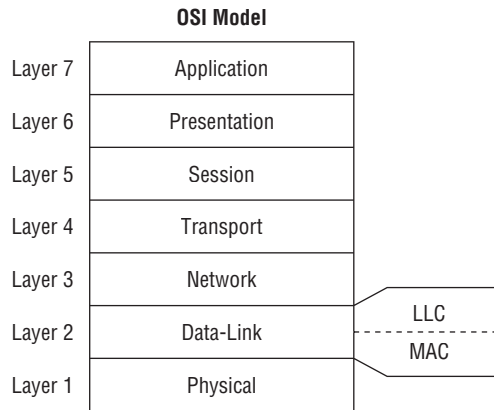 OSI Model
Layer 7 Application
Layer 6 Presentation
Layer 5 Session
Layer 4 Transport
Layer 3 Network
LLC
Layer 2 Data-Link
MAC
Layer 1 Physical